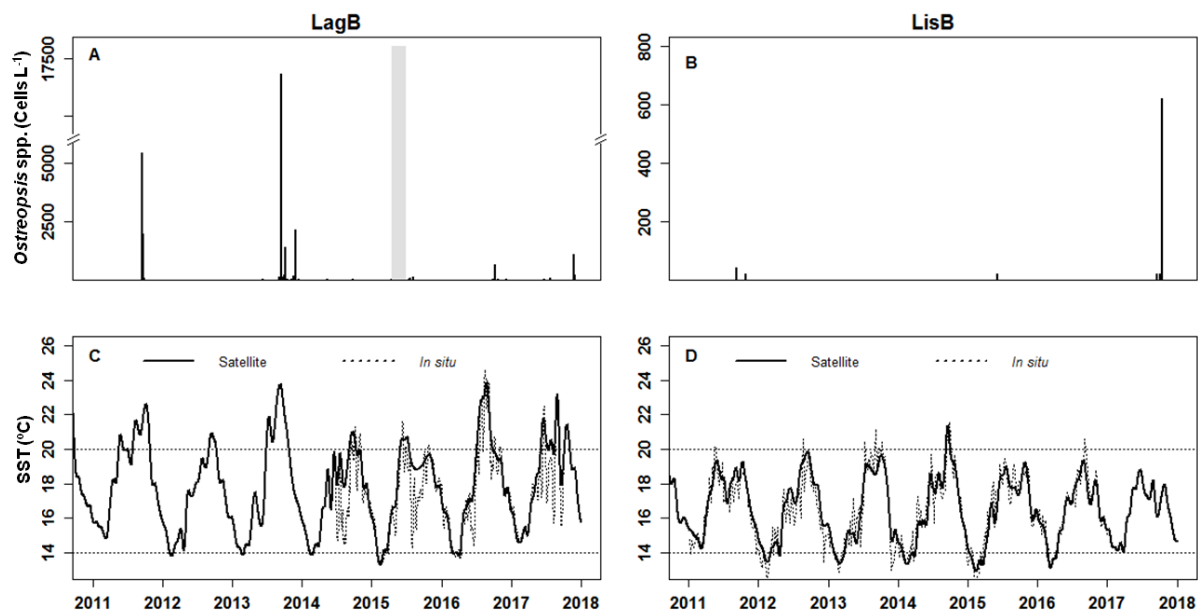 LagB
LisB
Ostreopsis spp. (Cells L-1)
A
17500
5000
2500
B
800
600
400
200
SST (ºC)
C
Satellite
In situ
26
24
22
20
18
16
14
2011 2012 2013 2014 2015 2016 2017 2018
D
Satellite
In situ
26
24
22
20
18
16
14
2011 2012 2013 2014 2015 2016 2017 2018